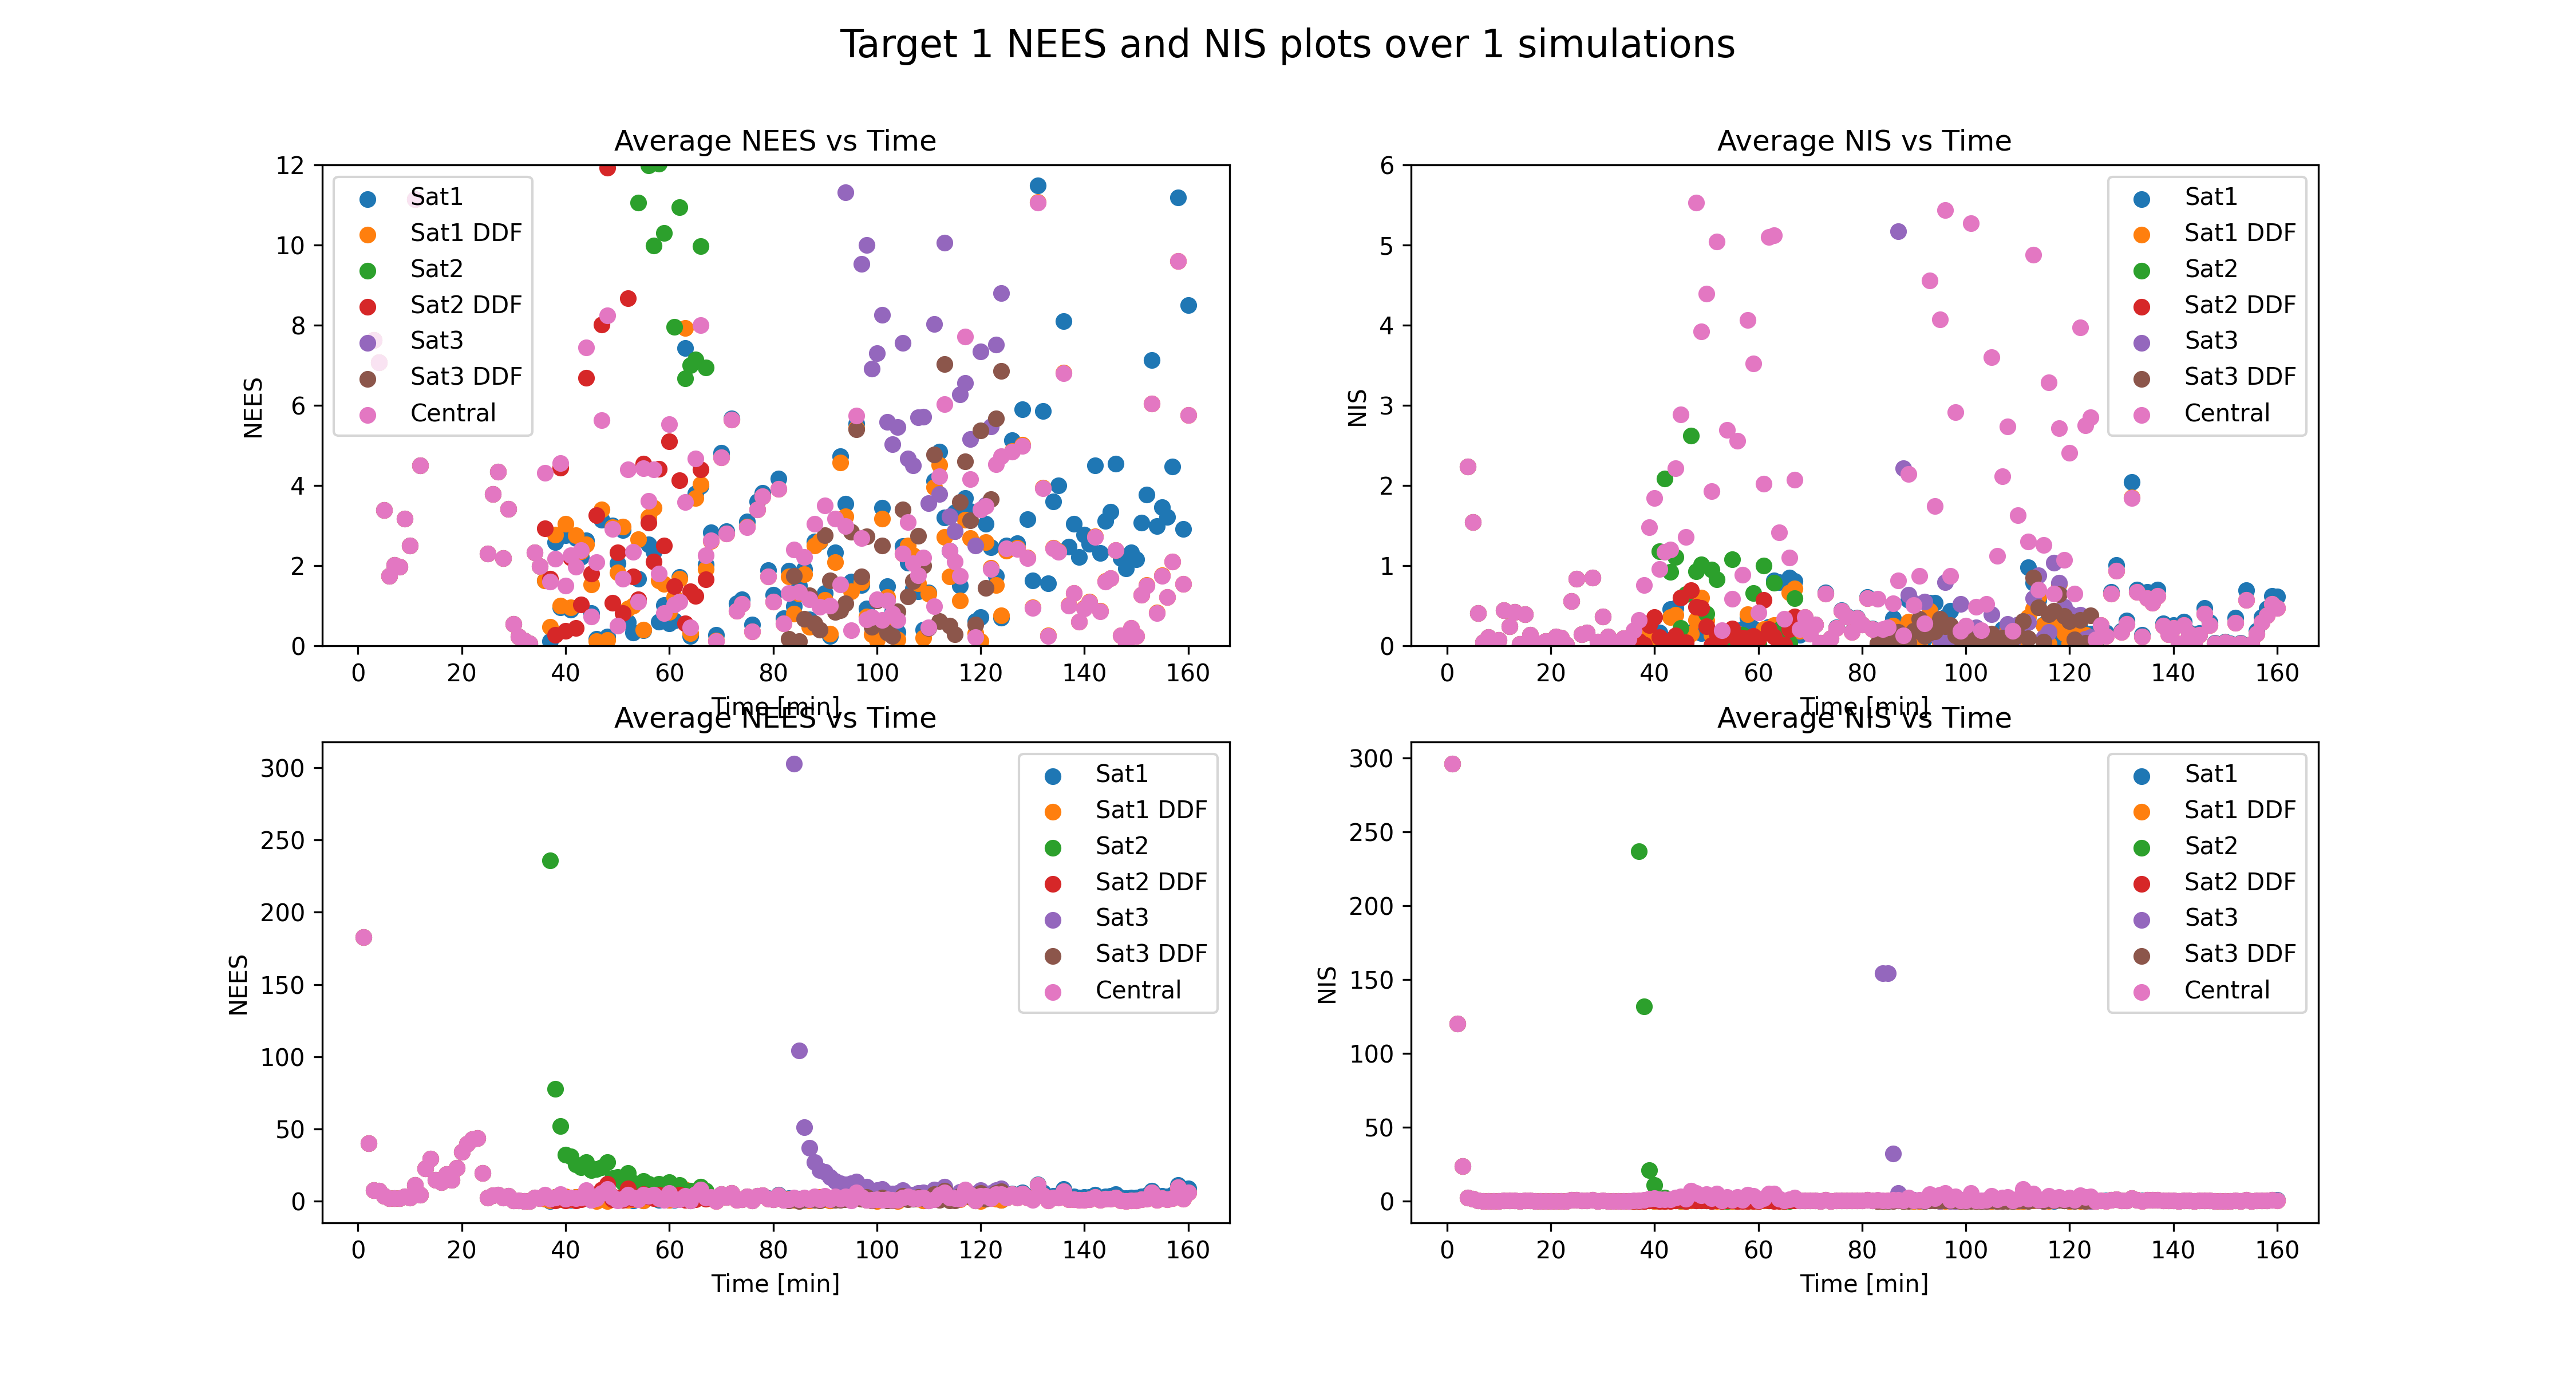 Target 1 NEES and NIS plots over 1 simulations
Average NEES vs Time
12
10
8
6
4
2
0
NEES
Sat1
Sat1 DDF
Sat2
Sat2 DDF
Sat3
Sat3 DDF
Central
0 20 40 60 80 100 120 140 160
Time [min]
Average NIS vs Time
6
5
4
3
2
1
0
NIS
Sat1
Sat1 DDF
Sat2
Sat2 DDF
Sat3
Sat3 DDF
Central
0 20 40 60 80 100 120 140 160
Time [min]
Average NEES vs Time
300
250
200
150
100
50
0
NEES
Sat1
Sat1 DDF
Sat2
Sat2 DDF
Sat3
Sat3 DDF
Central
0 20 40 60 80 100 120 140 160
Time [min]
Average NIS vs Time
300
250
200
150
100
50
0
NIS
Sat1
Sat1 DDF
Sat2
Sat2 DDF
Sat3
Sat3 DDF
Central
0 20 40 60 80 100 120 140 160
Time [min]